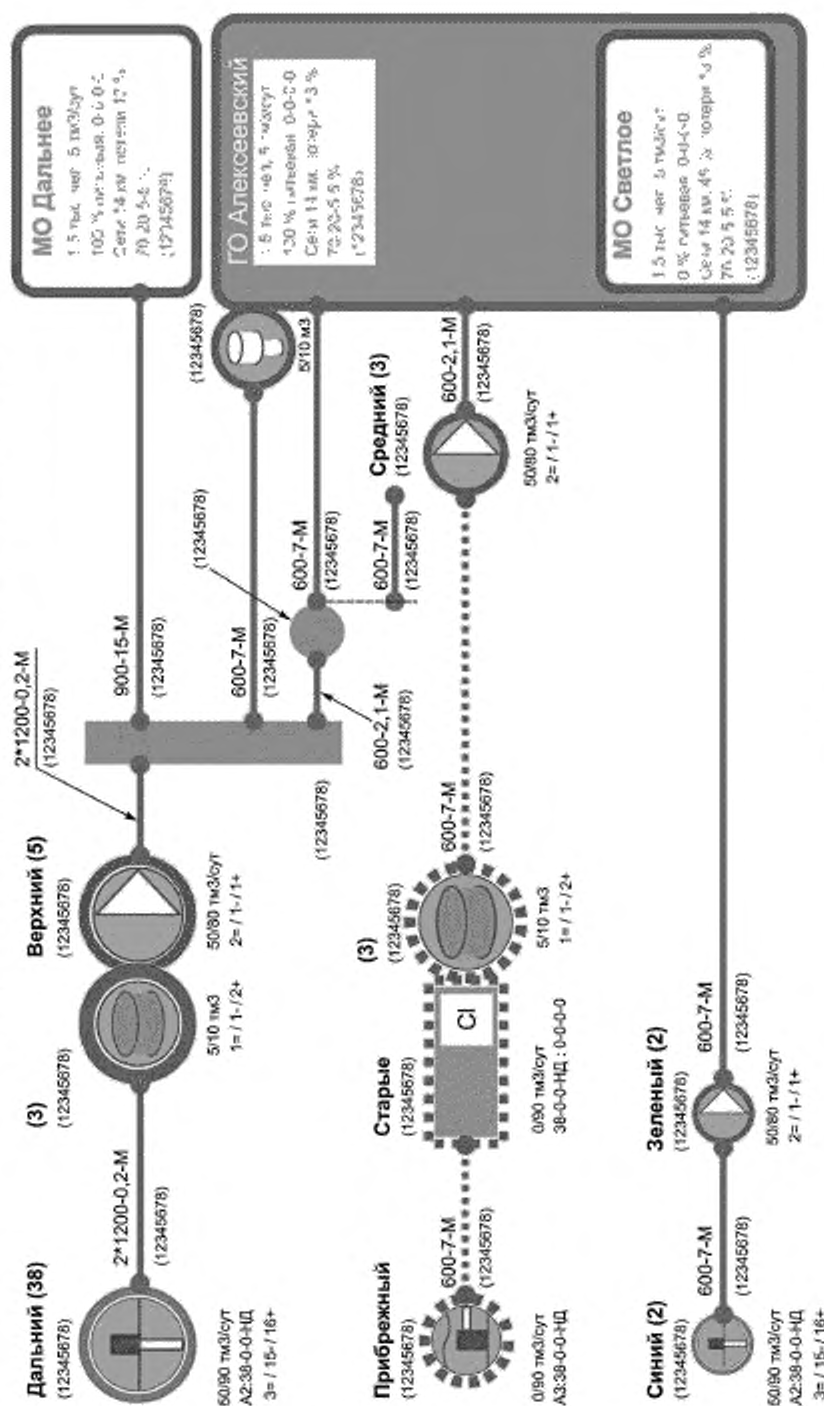 Дальний (38)
(12345678)
50/90 тм3/сут
А2:38-0-0-НД
3= / 15- / 16+
2*1200-0,2-М
(12345678)
(3)
(12345678)
5/10 тм3
1= / 1- / 2+
Верхний (5)
(12345678)
50/80 тм3/сут
2= / 1- / 1+
2*1200-0,2-М
(12345678)
(12345678)
900-15-М
(12345678)
600-7-М
(12345678)
600-2,1-М
(12345678)
(12345678)
600-7-М
(12345678)
600-7-М
(12345678)
Средний (3)
(12345678)
(12345678)
5/10 м3
МО Дальнее
(12345678)
ГО Алексеевский
(12345678)
Прибрежный
(12345678)
0/90 тм3/сут
А3:38-0-0-НД
600-7-М
(12345678)
Старые
(12345678)
Cl
0/90 тм3/сут
38-0-0-НД : 0-0-0-0
(3)
(12345678)
5/10 тм3
1= / 1- / 2+
600-7-М
(12345678)
50/80 тм3/сут
2= / 1- / 1+
600-2,1-М
(12345678)
МО Светлое
(12345678)
Синий (2)
(12345678)
50/90 тм3/сут
А2:38-0-0-НД
3= / 15- / 16+
600-7-М
(12345678)
Зеленый (2)
(12345678)
50/80 тм3/сут
2= / 1- / 1+
600-7-М
(12345678)